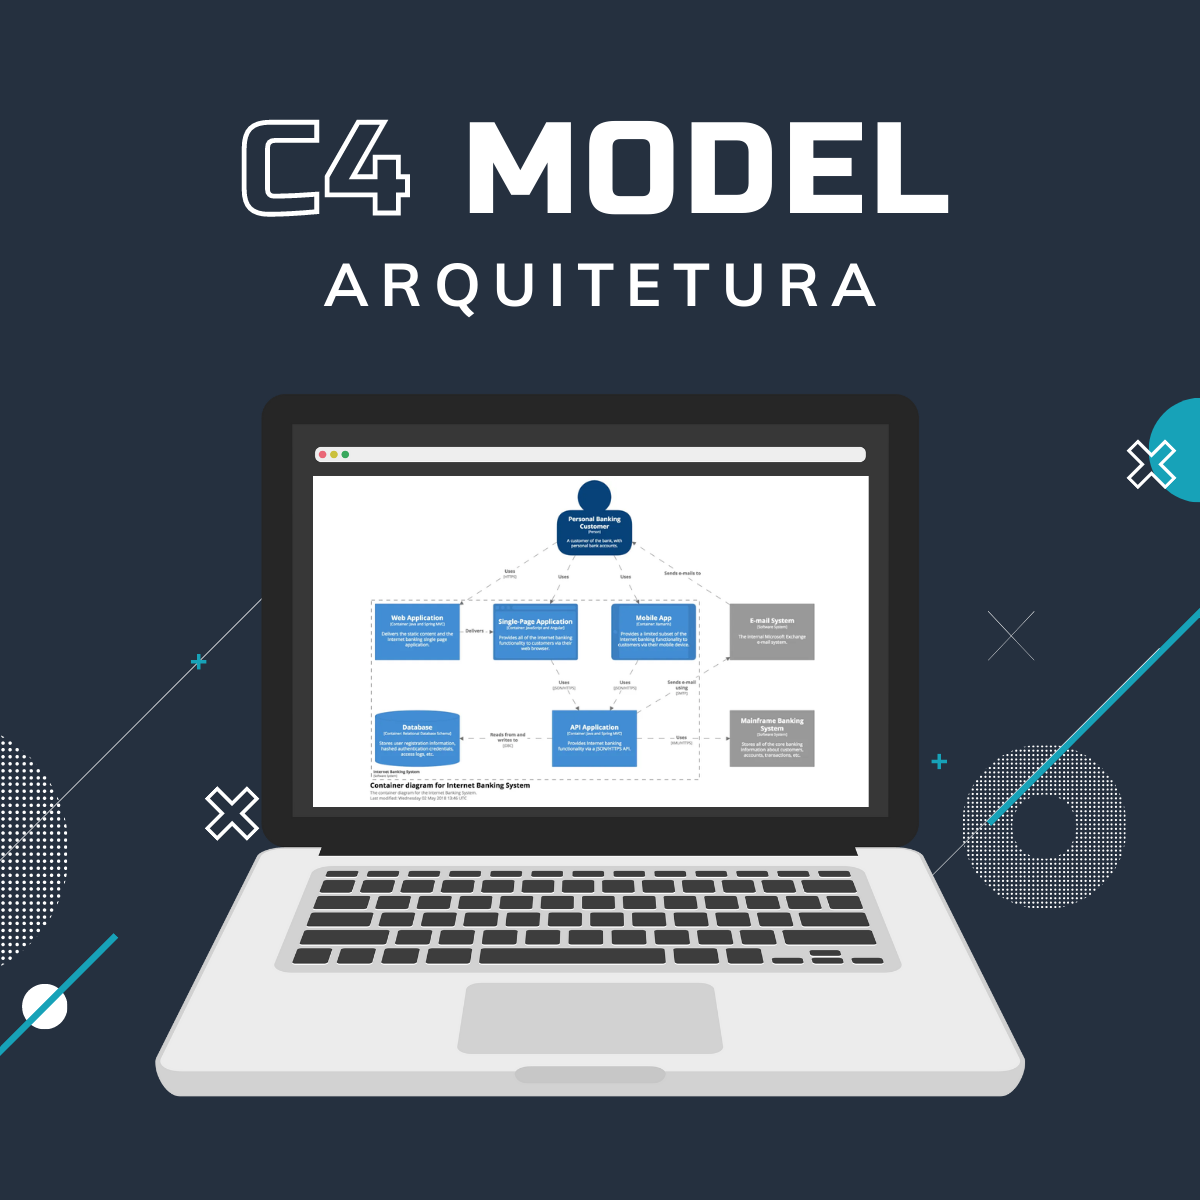 C4 MODEL
ARQUITETURA
Personal Banking
Customer
[Person]
A customer of the bank, with
personal bank accounts.
Uses
[HTTPS]
Uses
Uses
Sends e-mails to
Web Application
[Container: Java and Spring MVC]
Delivers the static content and the
Internet banking single page
application.
Delivers
Single-Page Application
[Container: JavaScript and Angular]
Provides all of the Internet banking
functionality to customers via their
web browser.
Mobile App
[Container: Xamarin]
Provides a limited subset of the
Internet banking functionality to
customers via their mobile device.
E-mail System
[Software System]
The internal Microsoft Exchange
e-mail system.
Uses
[JSON/HTTPS]
Uses
[JSON/HTTPS]
Sends e-mail
using
[SMTP]
Database
[Container: Relational Database Schema]
Stores user registration information,
hashed authentication credentials,
access logs, etc.
Reads from and
writes to
[JDBC]
API Application
[Container: Java and Spring MVC]
Provides Internet banking
functionality via a JSON/HTTPS API.
Uses
[XML/HTTPS]
Mainframe Banking
System
[Software System]
Stores all of the core banking
information about customers,
accounts, transactions, etc.
Internet Banking System
[Software System]
Container diagram for Internet Banking System
The container diagram for the Internet Banking System.
Last modified: Wednesday 02 May 2018 13:46 UTC